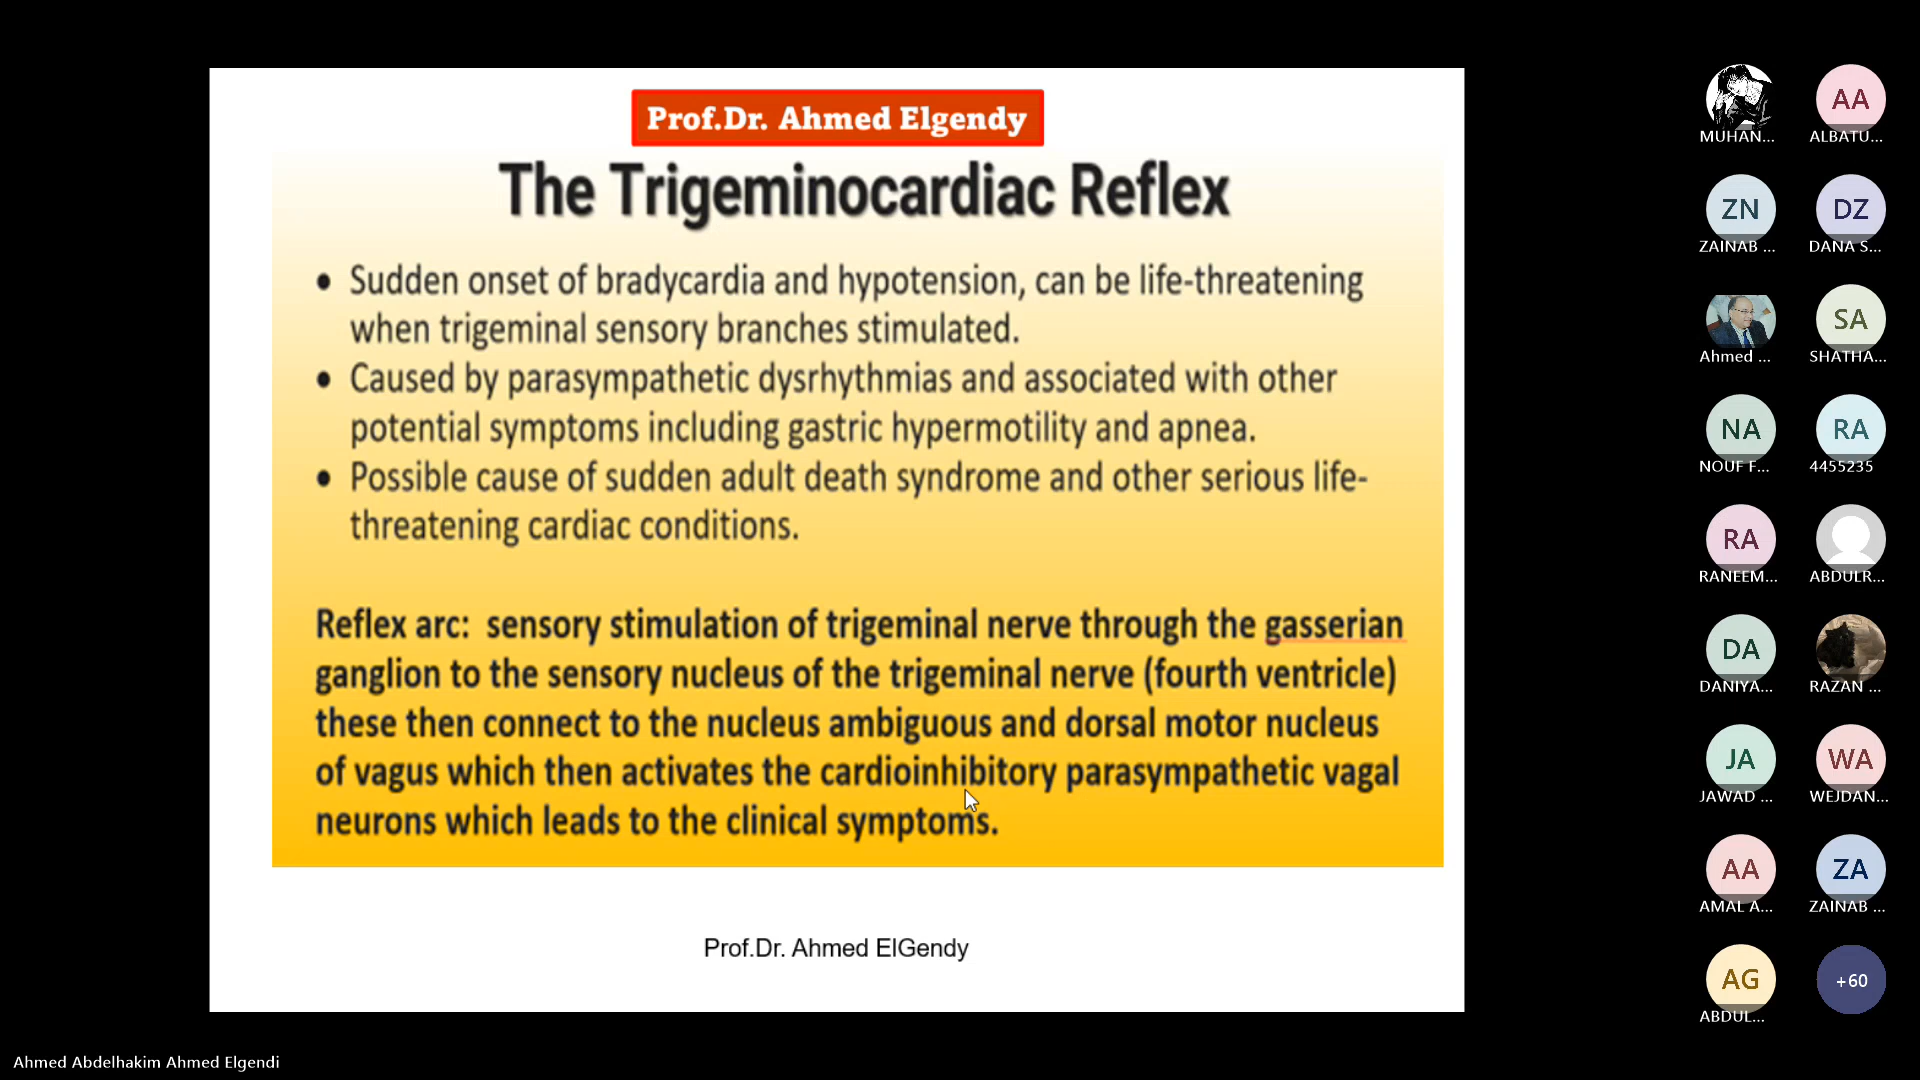 Prof.Dr. Ahmed Elgendy
The Trigeminocardiac Reflex
• Sudden onset of bradycardia and hypotension, can be life-threatening
when trigeminal sensory branches stimulated.
• Caused by parasympathetic dysrhythmias and associated with other
potential symptoms including gastric hypermotility and apnea.
• Possible cause of sudden adult death syndrome and other serious life-
threatening cardiac conditions.
Reflex arc: sensory stimulation of trigeminal nerve through the gasserian
ganglion to the sensory nucleus of the trigeminal nerve (fourth ventricle)
these then connect to the nucleus ambiguous and dorsal motor nucleus
of vagus which then activates the cardioinhibitory parasympathetic vagal
neurons which leads to the clinical symptoms.
Prof.Dr. Ahmed ElGendy
MUHAN...
AA
ALBATU...
ZN
ZAINAB ...
DZ
DANA S...
Ahmed ...
SA
SHATHA...
NA
NOUF F...
RA
4455235
RA
RANEEM...
ABDULR...
DA
DANIYA...
RAZAN ...
JA
JAWAD ...
WA
WEJDAN...
AA
AMAL A...
ZA
ZAINAB ...
AG
ABDUL...
+60
Ahmed Abdelhakim Ahmed Elgendi